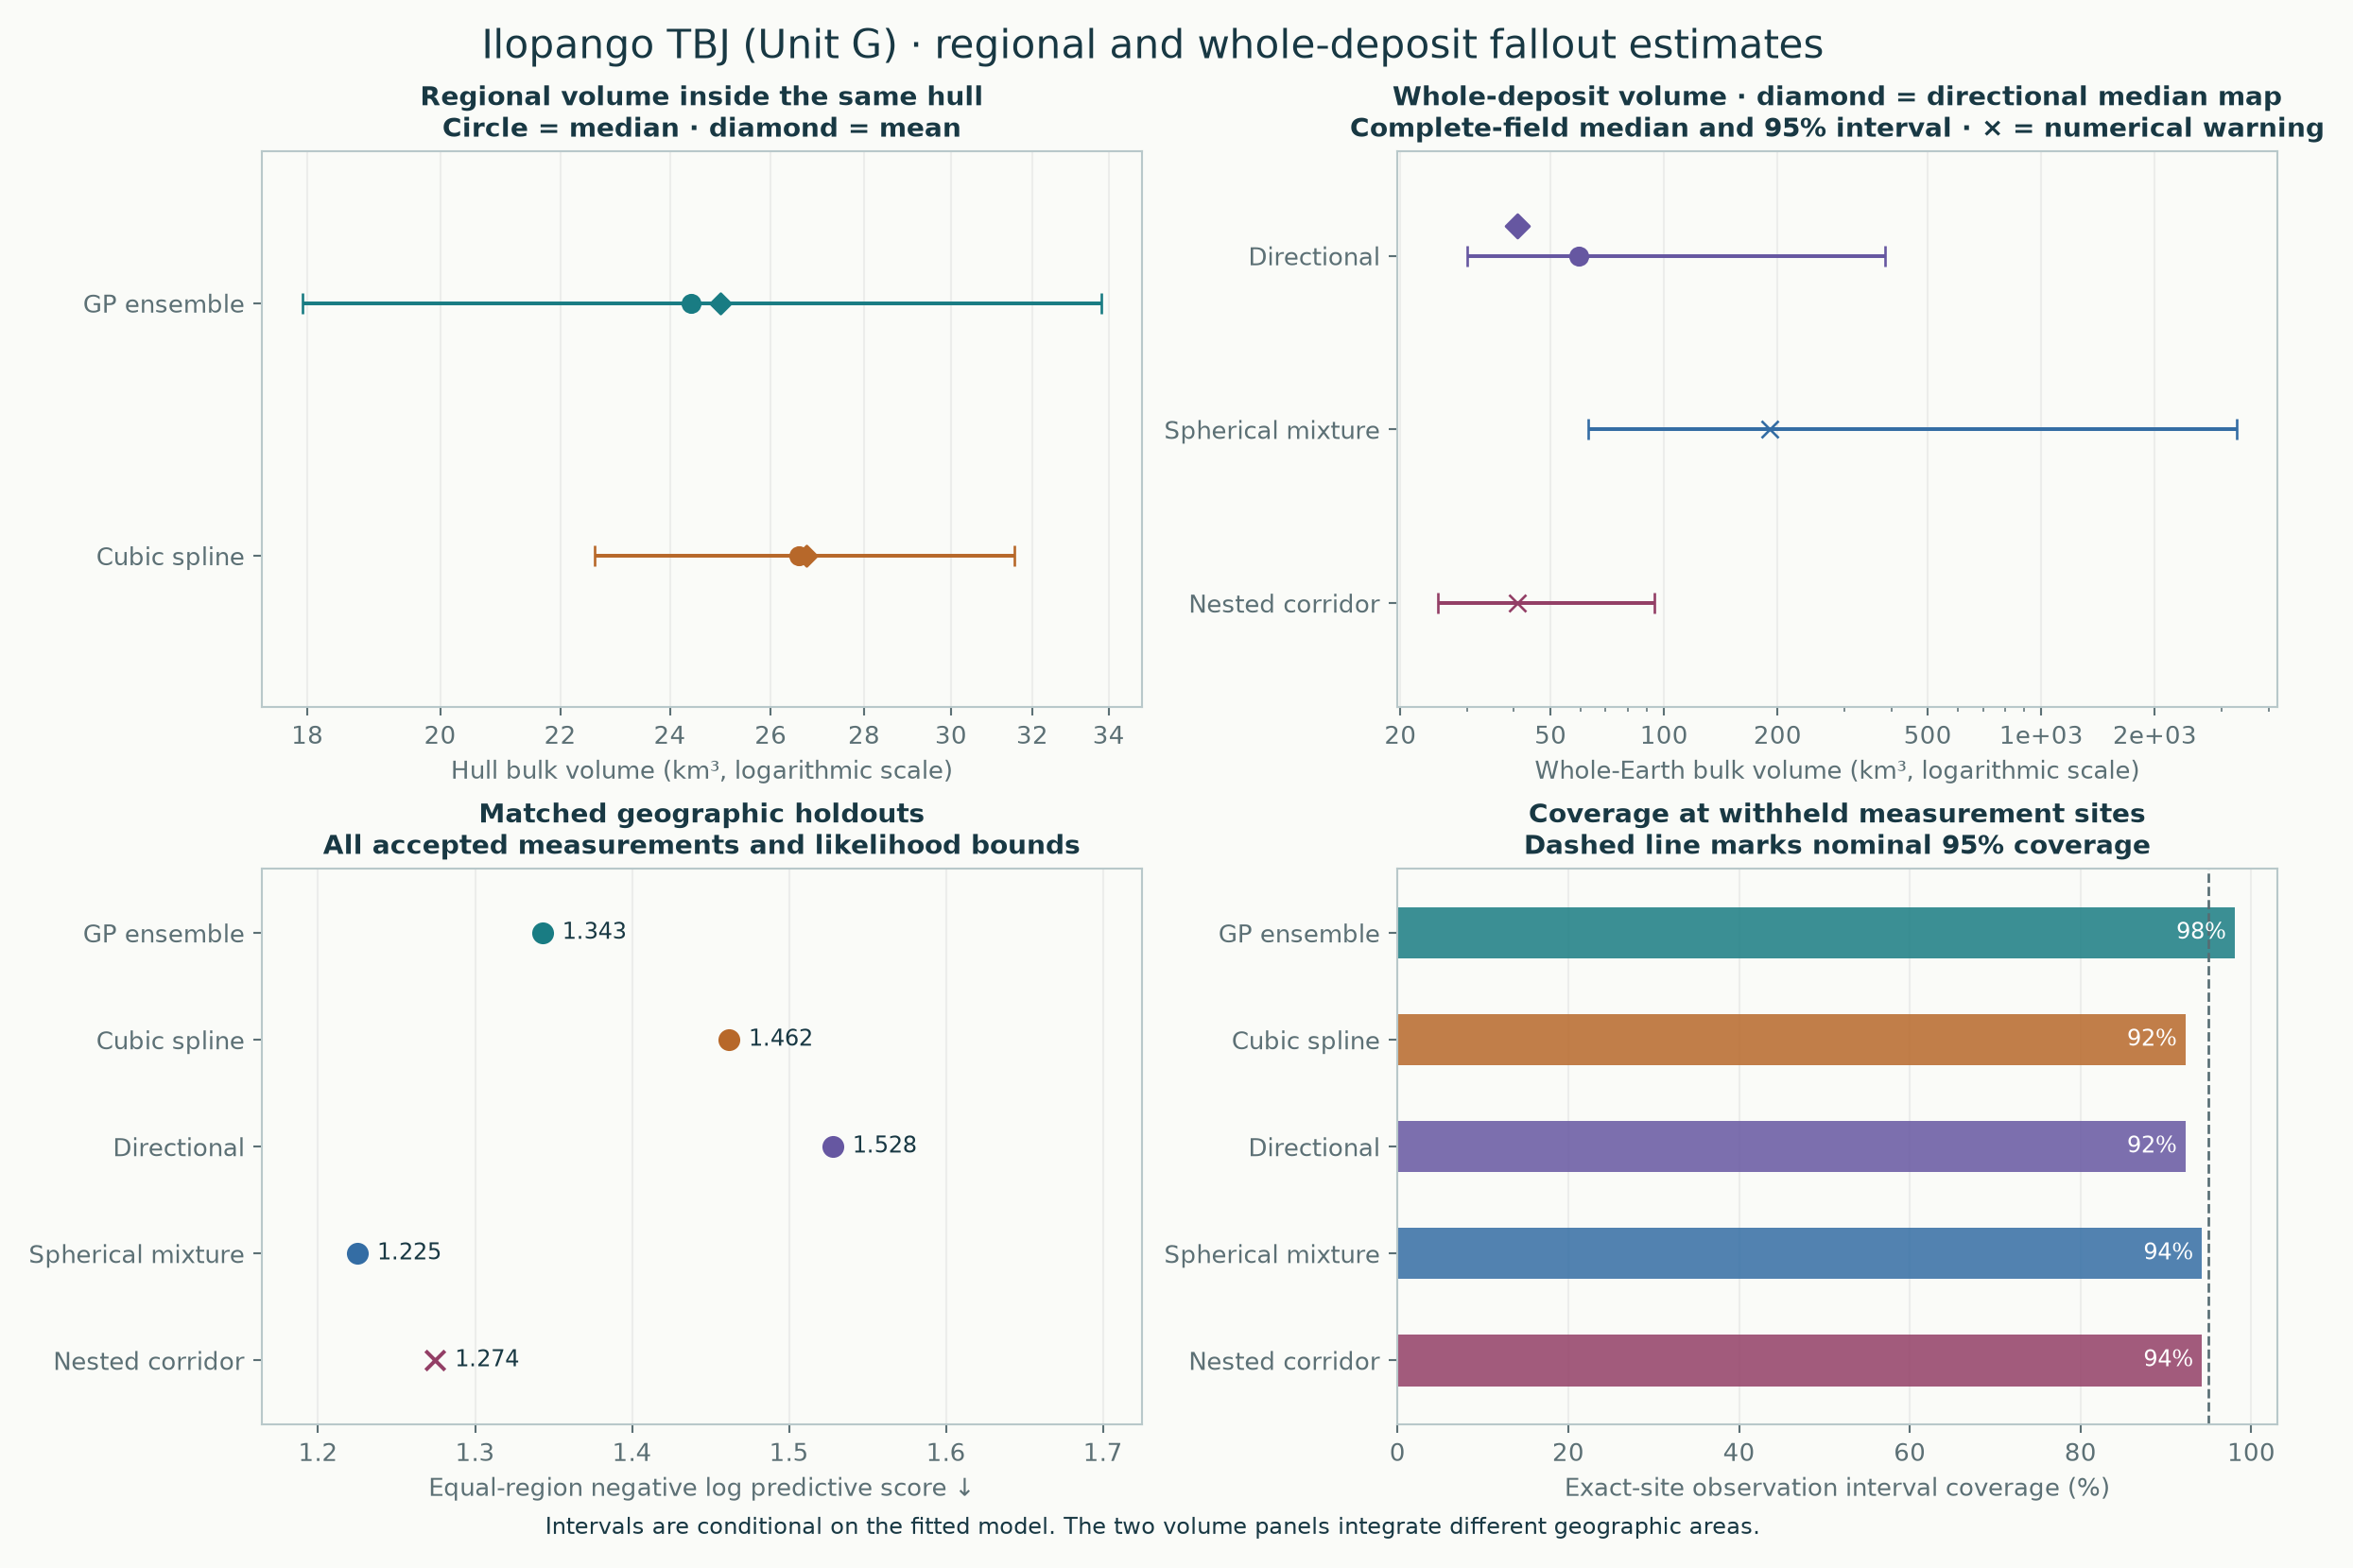 Ilopango TBJ (Unit G) · regional and whole-deposit fallout estimates
Regional volume inside the same hull
Circle = median · diamond = mean
GP ensemble
Cubic spline
18 20 22 24 26 28 30 32 34
Hull bulk volume (km³, logarithmic scale)
Whole-deposit volume · diamond = directional median map
Complete-field median and 95% interval · × = numerical warning
Directional
Spherical mixture
Nested corridor
20 50 100 200 500 1e+03 2e+03
Whole-Earth bulk volume (km³, logarithmic scale)
Matched geographic holdouts
All accepted measurements and likelihood bounds
GP ensemble 1.343
Cubic spline 1.462
Directional 1.528
Spherical mixture 1.225
Nested corridor 1.274
1.2 1.3 1.4 1.5 1.6 1.7
Equal-region negative log predictive score ↓
Coverage at withheld measurement sites
Dashed line marks nominal 95% coverage
GP ensemble 98%
Cubic spline 92%
Directional 92%
Spherical mixture 94%
Nested corridor 94%
0 20 40 60 80 100
Exact-site observation interval coverage (%)
Intervals are conditional on the fitted model. The two volume panels integrate different geographic areas.